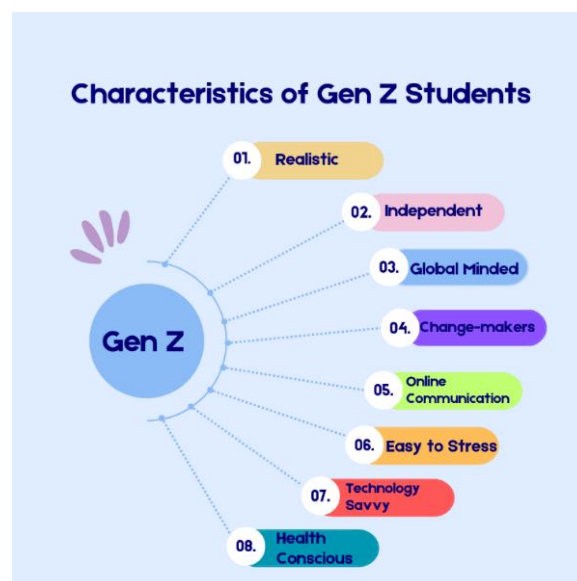 Characteristics of Gen Z Students
01. Realistic
02. Independent
03. Global Minded
Gen Z
04. Change-makers
05. Online
Communication
06. Easy to Stress
07. Technology
Savvy
08. Health
Conscious